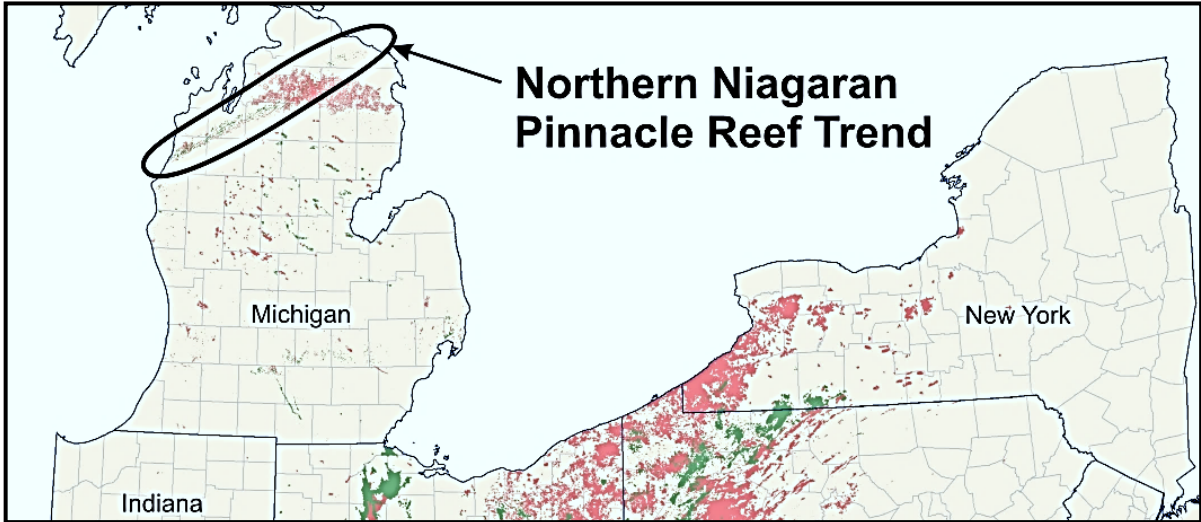 Northern Niagaran
Pinnacle Reef Trend
Michigan
New York
Indiana